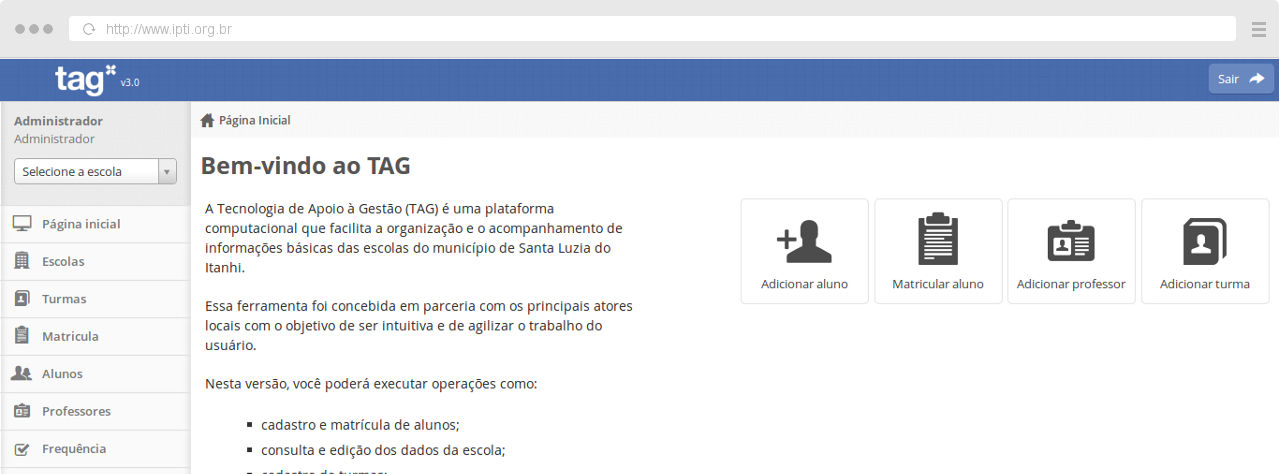 http://www.ipti.org.br
tag v3.0
Sair
Administrador
Administrador
Selecione a escola
Página inicial
Escolas
Turmas
Matricula
Alunos
Professores
Frequência
Página Inicial
Bem-vindo ao TAG
A Tecnologia de Apoio à Gestão (TAG) é uma plataforma
computacional que facilita a organização e o acompanhamento de
informações básicas das escolas do município de Santa Luzia do
Itanhi.
Essa ferramenta foi concebida em parceria com os principais atores
locais com o objetivo de ser intuitiva e de agilizar o trabalho do
usuário.
Nesta versão, você poderá executar operações como:
cadastro e matrícula de alunos;
consulta e edição dos dados da escola;
cadastro de turmas;
Adicionar aluno
Matricular aluno
Adicionar professor
Adicionar turma